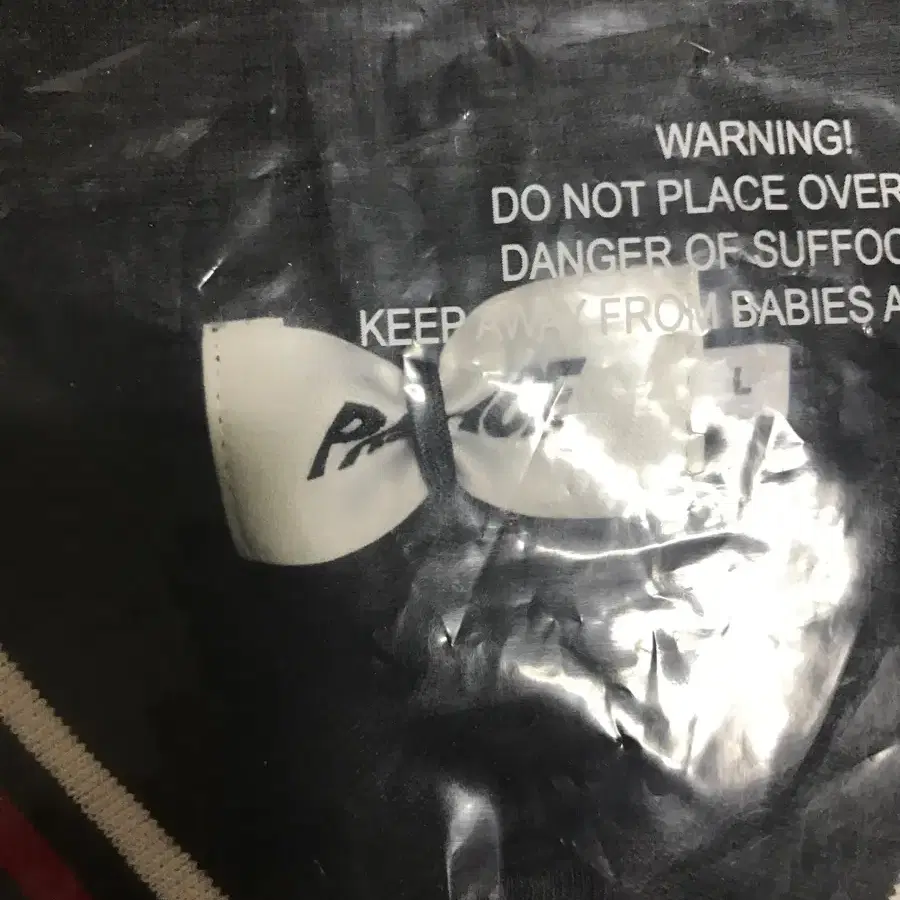 WARNING!
DO NOT PLACE OVER
DANGER OF SUFFOC
KEEP AWAY FROM BABIES A
L